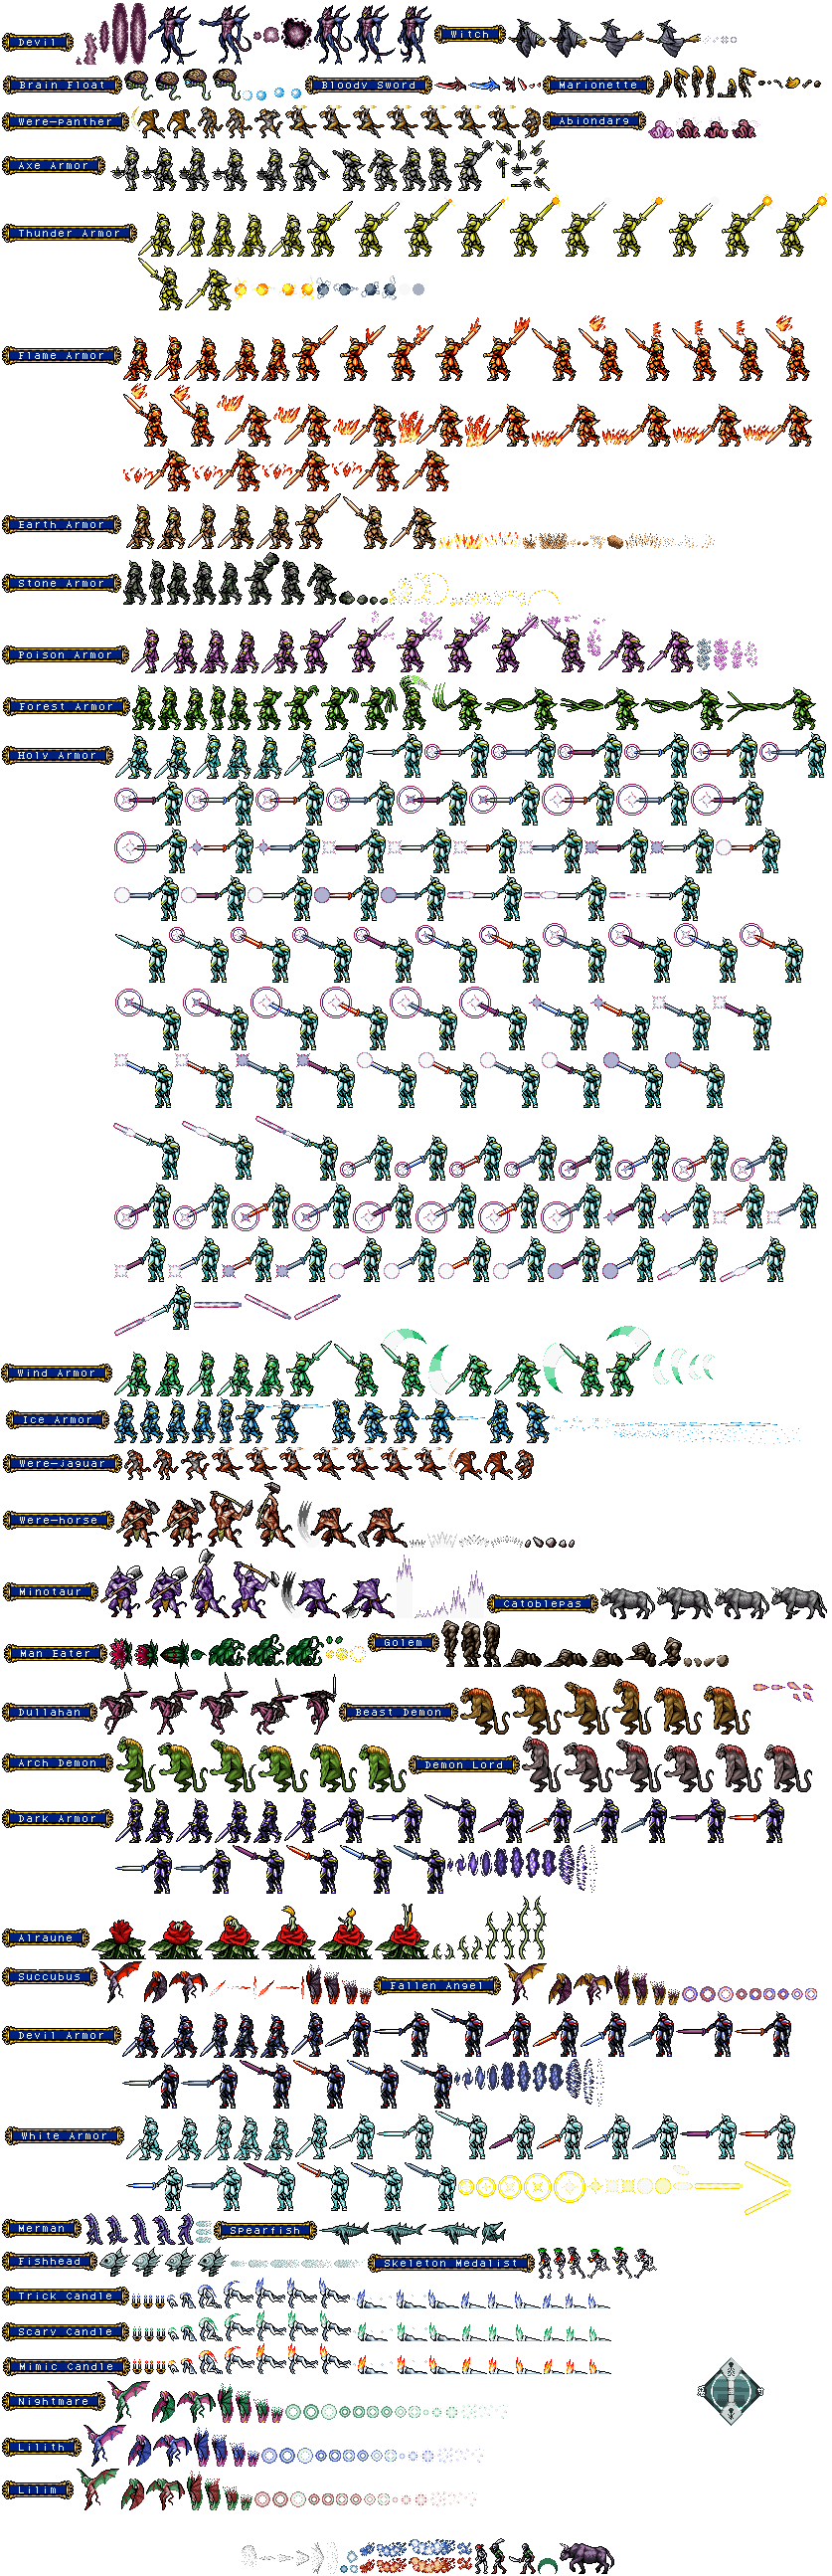 Devil
Witch
Brain Float
Bloody Sword
Marionette
Were-panther
Abiondarg
Axe Armor
Thunder Armor
Flame Armor
Earth Armor
Stone Armor
Poison Armor
Forest Armor
Holy Armor
Wind Armor
Ice Armor
Were-jaguar
Were-horse
Minotaur
Catoblepas
Man Eater
Golem
Dullahan
Beast Demon
Arch Demon
Demon Lord
Dark Armor
Alraune
Succubus
Fallen Angel
Devil Armor
White Armor
Merman
Spearfish
Fishhead
Skeleton Medalist
Trick Candle
Scary Candle
Mimic Candle
Nightmare
Lilith
Lilim